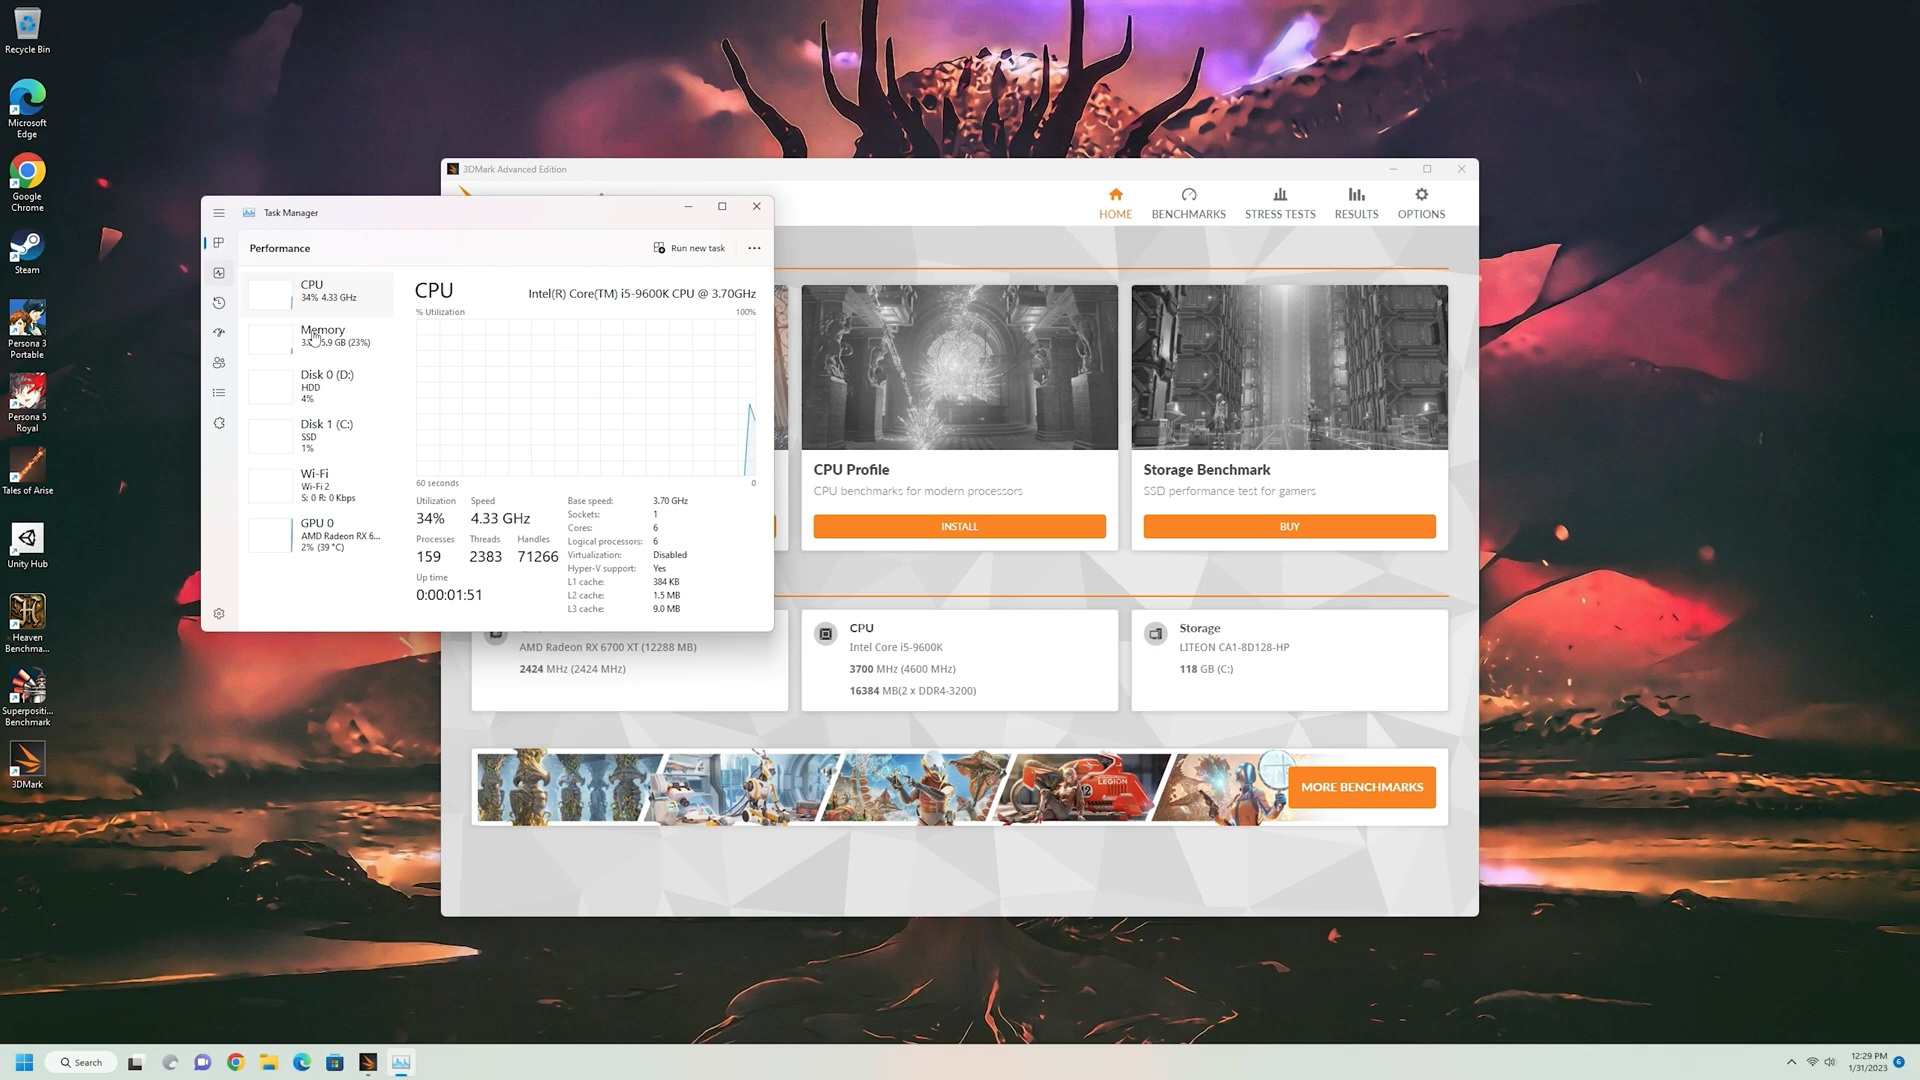 Recycle Bin
Microsoft
Edge
Google
Chrome
Steam
Persona 3
Portable
Persona 5
Royal
Tales of Arise
Unity Hub
Heaven
Benchma...
Superpositi...
Benchmark
3DMark
3DMark Advanced Edition
HOME
BENCHMARKS
STRESS TESTS
RESULTS
OPTIONS
Task Manager
Performance
Run new task
CPU
34% 4.33 GHz
Memory
5.9 GB (23%)
Disk 0 (D:)
HDD
4%
Disk 1 (C:)
SSD
1%
Wi-Fi
Wi-Fi 2
S: 0 R: 0 Kbps
GPU 0
AMD Radeon RX 6...
2% (39 °C)
CPU
Intel(R) Core(TM) i5-9600K CPU @ 3.70GHz
% Utilization
100%
60 seconds
0
Utilization
Speed
34%
4.33 GHz
Processes
Threads
Handles
159
2383
71266
Up time
0:00:01:51
Base speed: 3.70 GHz
Sockets: 1
Cores: 6
Logical processors: 6
Virtualization: Disabled
Hyper-V support: Yes
L1 cache: 384 KB
L2 cache: 1.5 MB
L3 cache: 9.0 MB
CPU Profile
CPU benchmarks for modern processors
INSTALL
Storage Benchmark
SSD performance test for gamers
BUY
AMD Radeon RX 6700 XT (12288 MB)
2424 MHz (2424 MHz)
CPU
Intel Core i5-9600K
3700 MHz (4600 MHz)
16384 MB(2 x DDR4-3200)
Storage
LITEON CA1-8D128-HP
118 GB (C:)
LEGION
12
MORE BENCHMARKS
Search
12:29 PM
1/31/2023
6